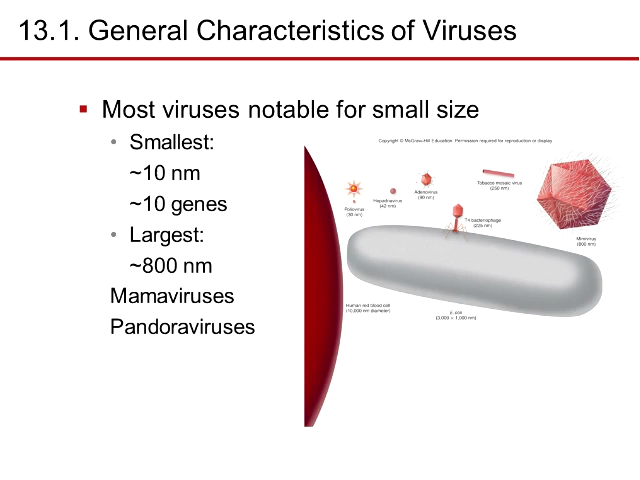 13.1. General Characteristics of Viruses
Most viruses notable for small size
Smallest:
~10 nm
~10 genes
Largest:
~800 nm
Mamaviruses
Pandoraviruses
Copyright © McGraw-Hill Education. Permission required for reproduction or display
Poliovirus
(30 nm)
Hepadnavirus
(42 nm)
Adenovirus
(90 nm)
Tobacco mosaic virus
(250 nm)
T4 bacteriophage
(225 nm)
Mimivirus
(800 nm)
Human red blood cell
(10,000 nm diameter)
E. coli
(3,000 × 1,000 nm)